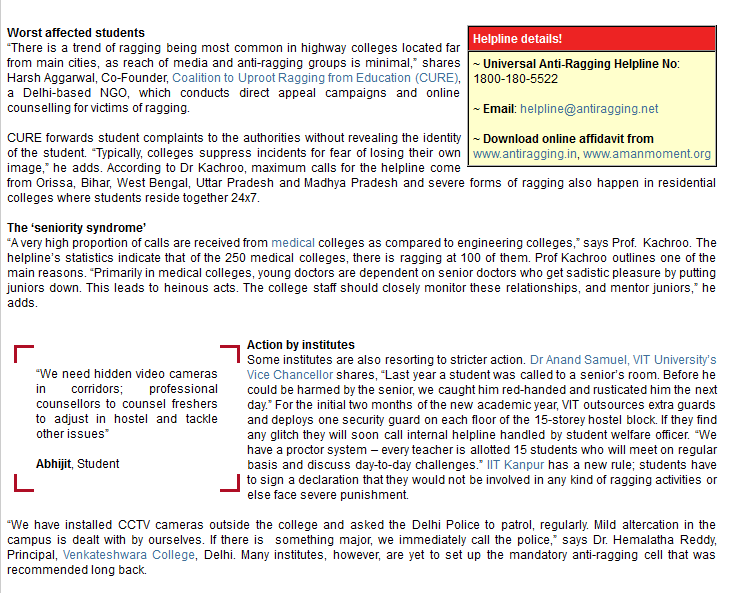 Worst affected students
“There is a trend of ragging being most common in highway colleges located far
from main cities, as reach of media and anti-ragging groups is minimal,” shares
Harsh Aggarwal, Co-Founder, Coalition to Uproot Ragging from Education (CURE),
a Delhi-based NGO, which conducts direct appeal campaigns and online
counselling for victims of ragging.
Helpline details!
~ Universal Anti-Ragging Helpline No:
1800-180-5522
~ Email: helpline@antiragging.net
~ Download online affidavit from
www.antiragging.in, www.amanmoment.org
CURE forwards student complaints to the authorities without revealing the identity
of the student. “Typically, colleges suppress incidents for fear of losing their own
image,” he adds. According to Dr Kachroo, maximum calls for the helpline come
from Orissa, Bihar, West Bengal, Uttar Pradesh and Madhya Pradesh and severe forms of ragging also happen in residential
colleges where students reside together 24x7.
The ‘seniority syndrome’
“A very high proportion of calls are received from medical colleges as compared to engineering colleges,” says Prof. Kachroo. The
helpline’s statistics indicate that of the 250 medical colleges, there is ragging at 100 of them. Prof Kachroo outlines one of the
main reasons. “Primarily in medical colleges, young doctors are dependent on senior doctors who get sadistic pleasure by putting
juniors down. This leads to heinous acts. The college staff should closely monitor these relationships, and mentor juniors,” he
adds.
“We need hidden video cameras
in corridors; professional
counsellors to counsel freshers
to adjust in hostel and tackle
other issues”
Abhijit, Student
Action by institutes
Some institutes are also resorting to stricter action. Dr Anand Samuel, VIT University’s
Vice Chancellor shares, “Last year a student was called to a senior’s room. Before he
could be harmed by the senior, we caught him red-handed and rusticated him the next
day.” For the initial two months of the new academic year, VIT outsources extra guards
and deploys one security guard on each floor of the 15-storey hostel block. If they find
any glitch they will soon call internal helpline handled by student welfare officer. “We
have a proctor system – every teacher is allotted 15 students who will meet on regular
basis and discuss day-to-day challenges.” IIT Kanpur has a new rule; students have
to sign a declaration that they would not be involved in any kind of ragging activities or
else face severe punishment.
“We have installed CCTV cameras outside the college and asked the Delhi Police to patrol, regularly. Mild altercation in the
campus is dealt with by ourselves. If there is something major, we immediately call the police,” says Dr. Hemalatha Reddy,
Principal, Venkateshwara College, Delhi. Many institutes, however, are yet to set up the mandatory anti-ragging cell that was
recommended long back.